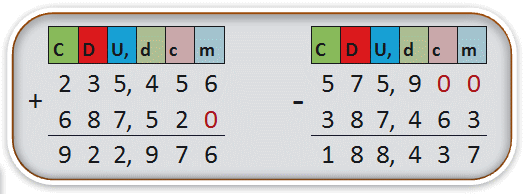 C D U, d c m
2 3 5, 4 5 6
+ 6 8 7, 5 2 0
9 2 2, 9 7 6
C D U, d c m
5 7 5, 9 0 0
- 3 8 7, 4 6 3
1 8 8, 4 3 7